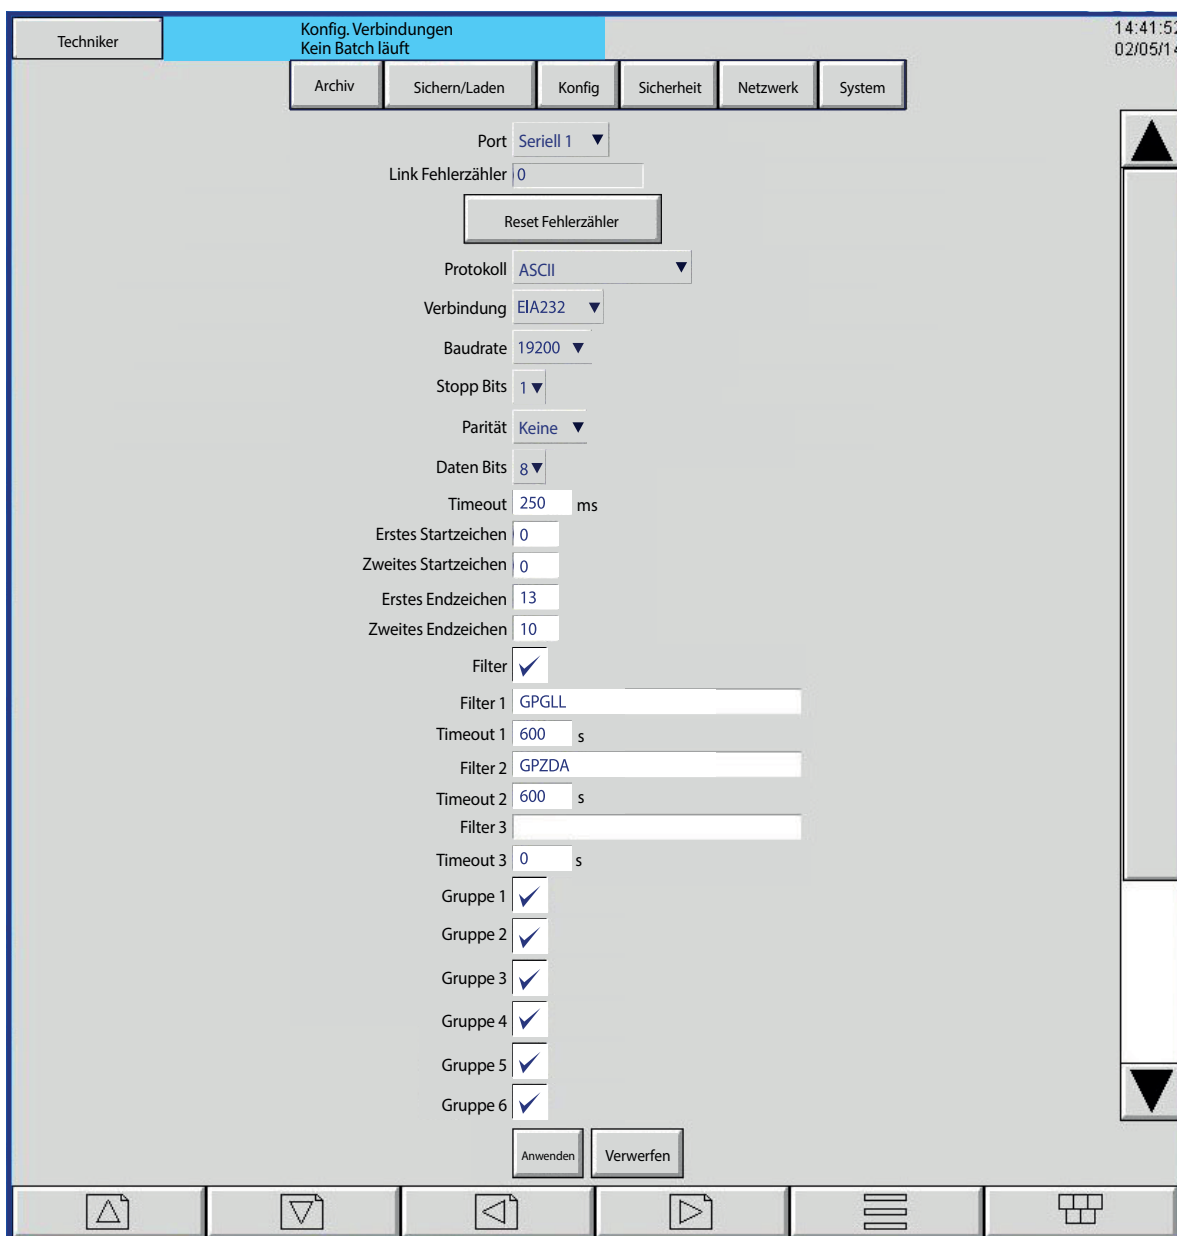 Techniker
Konfig. Verbindungen
Kein Batch läuft
14:41:52
02/05/14
Archiv Sichern/Laden Konfig Sicherheit Netzwerk System
Port Seriell 1
Link Fehlerzähler 0
Reset Fehlerzähler
Protokoll ASCII
Verbindung EIA232
Baudrate 19200
Stopp Bits 1
Parität Keine
Daten Bits 8
Timeout 250 ms
Erstes Startzeichen 0
Zweites Startzeichen 0
Erstes Endzeichen 13
Zweites Endzeichen 10
Filter
Filter 1 GPGLL
Timeout 1 600 s
Filter 2 GPZDA
Timeout 2 600 s
Filter 3
Timeout 3 0 s
Gruppe 1
Gruppe 2
Gruppe 3
Gruppe 4
Gruppe 5
Gruppe 6
Anwenden Verwerfen